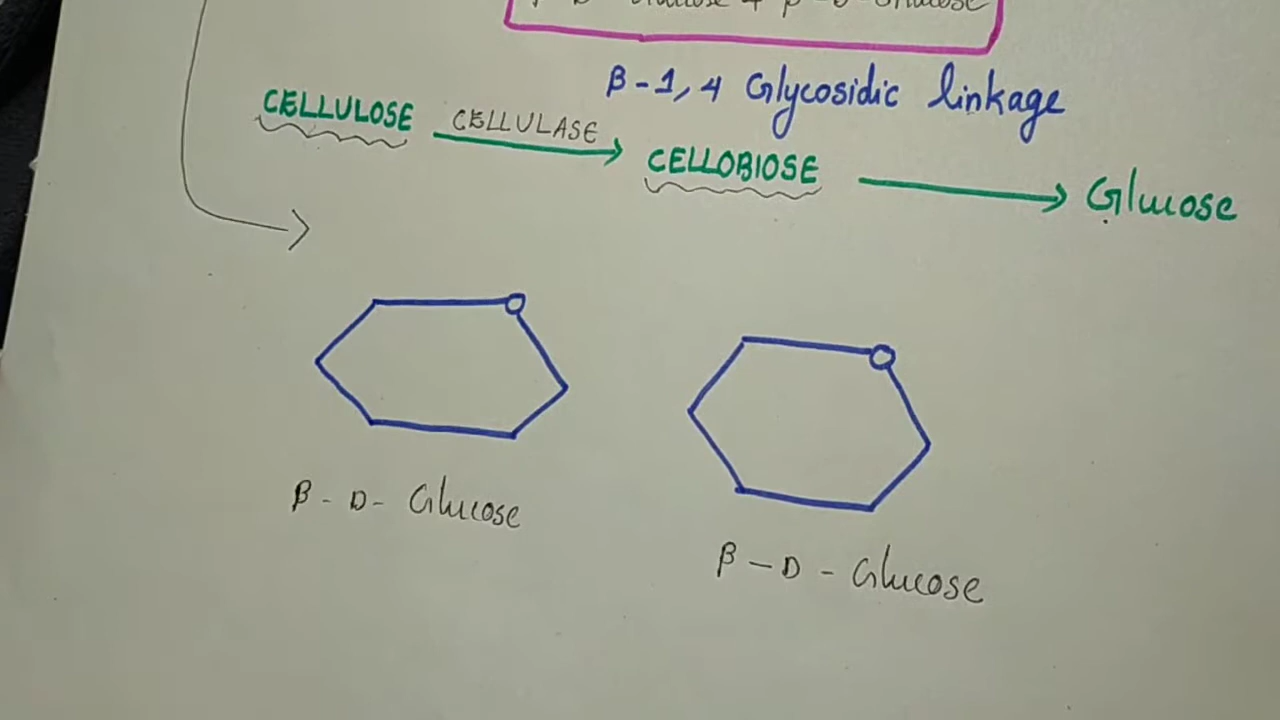 β-1,4 Glycosidic linkage
CELLULOSE CELLULASE CELLOBIOSE Glucose
β-D-Glucose
β-D-Glucose